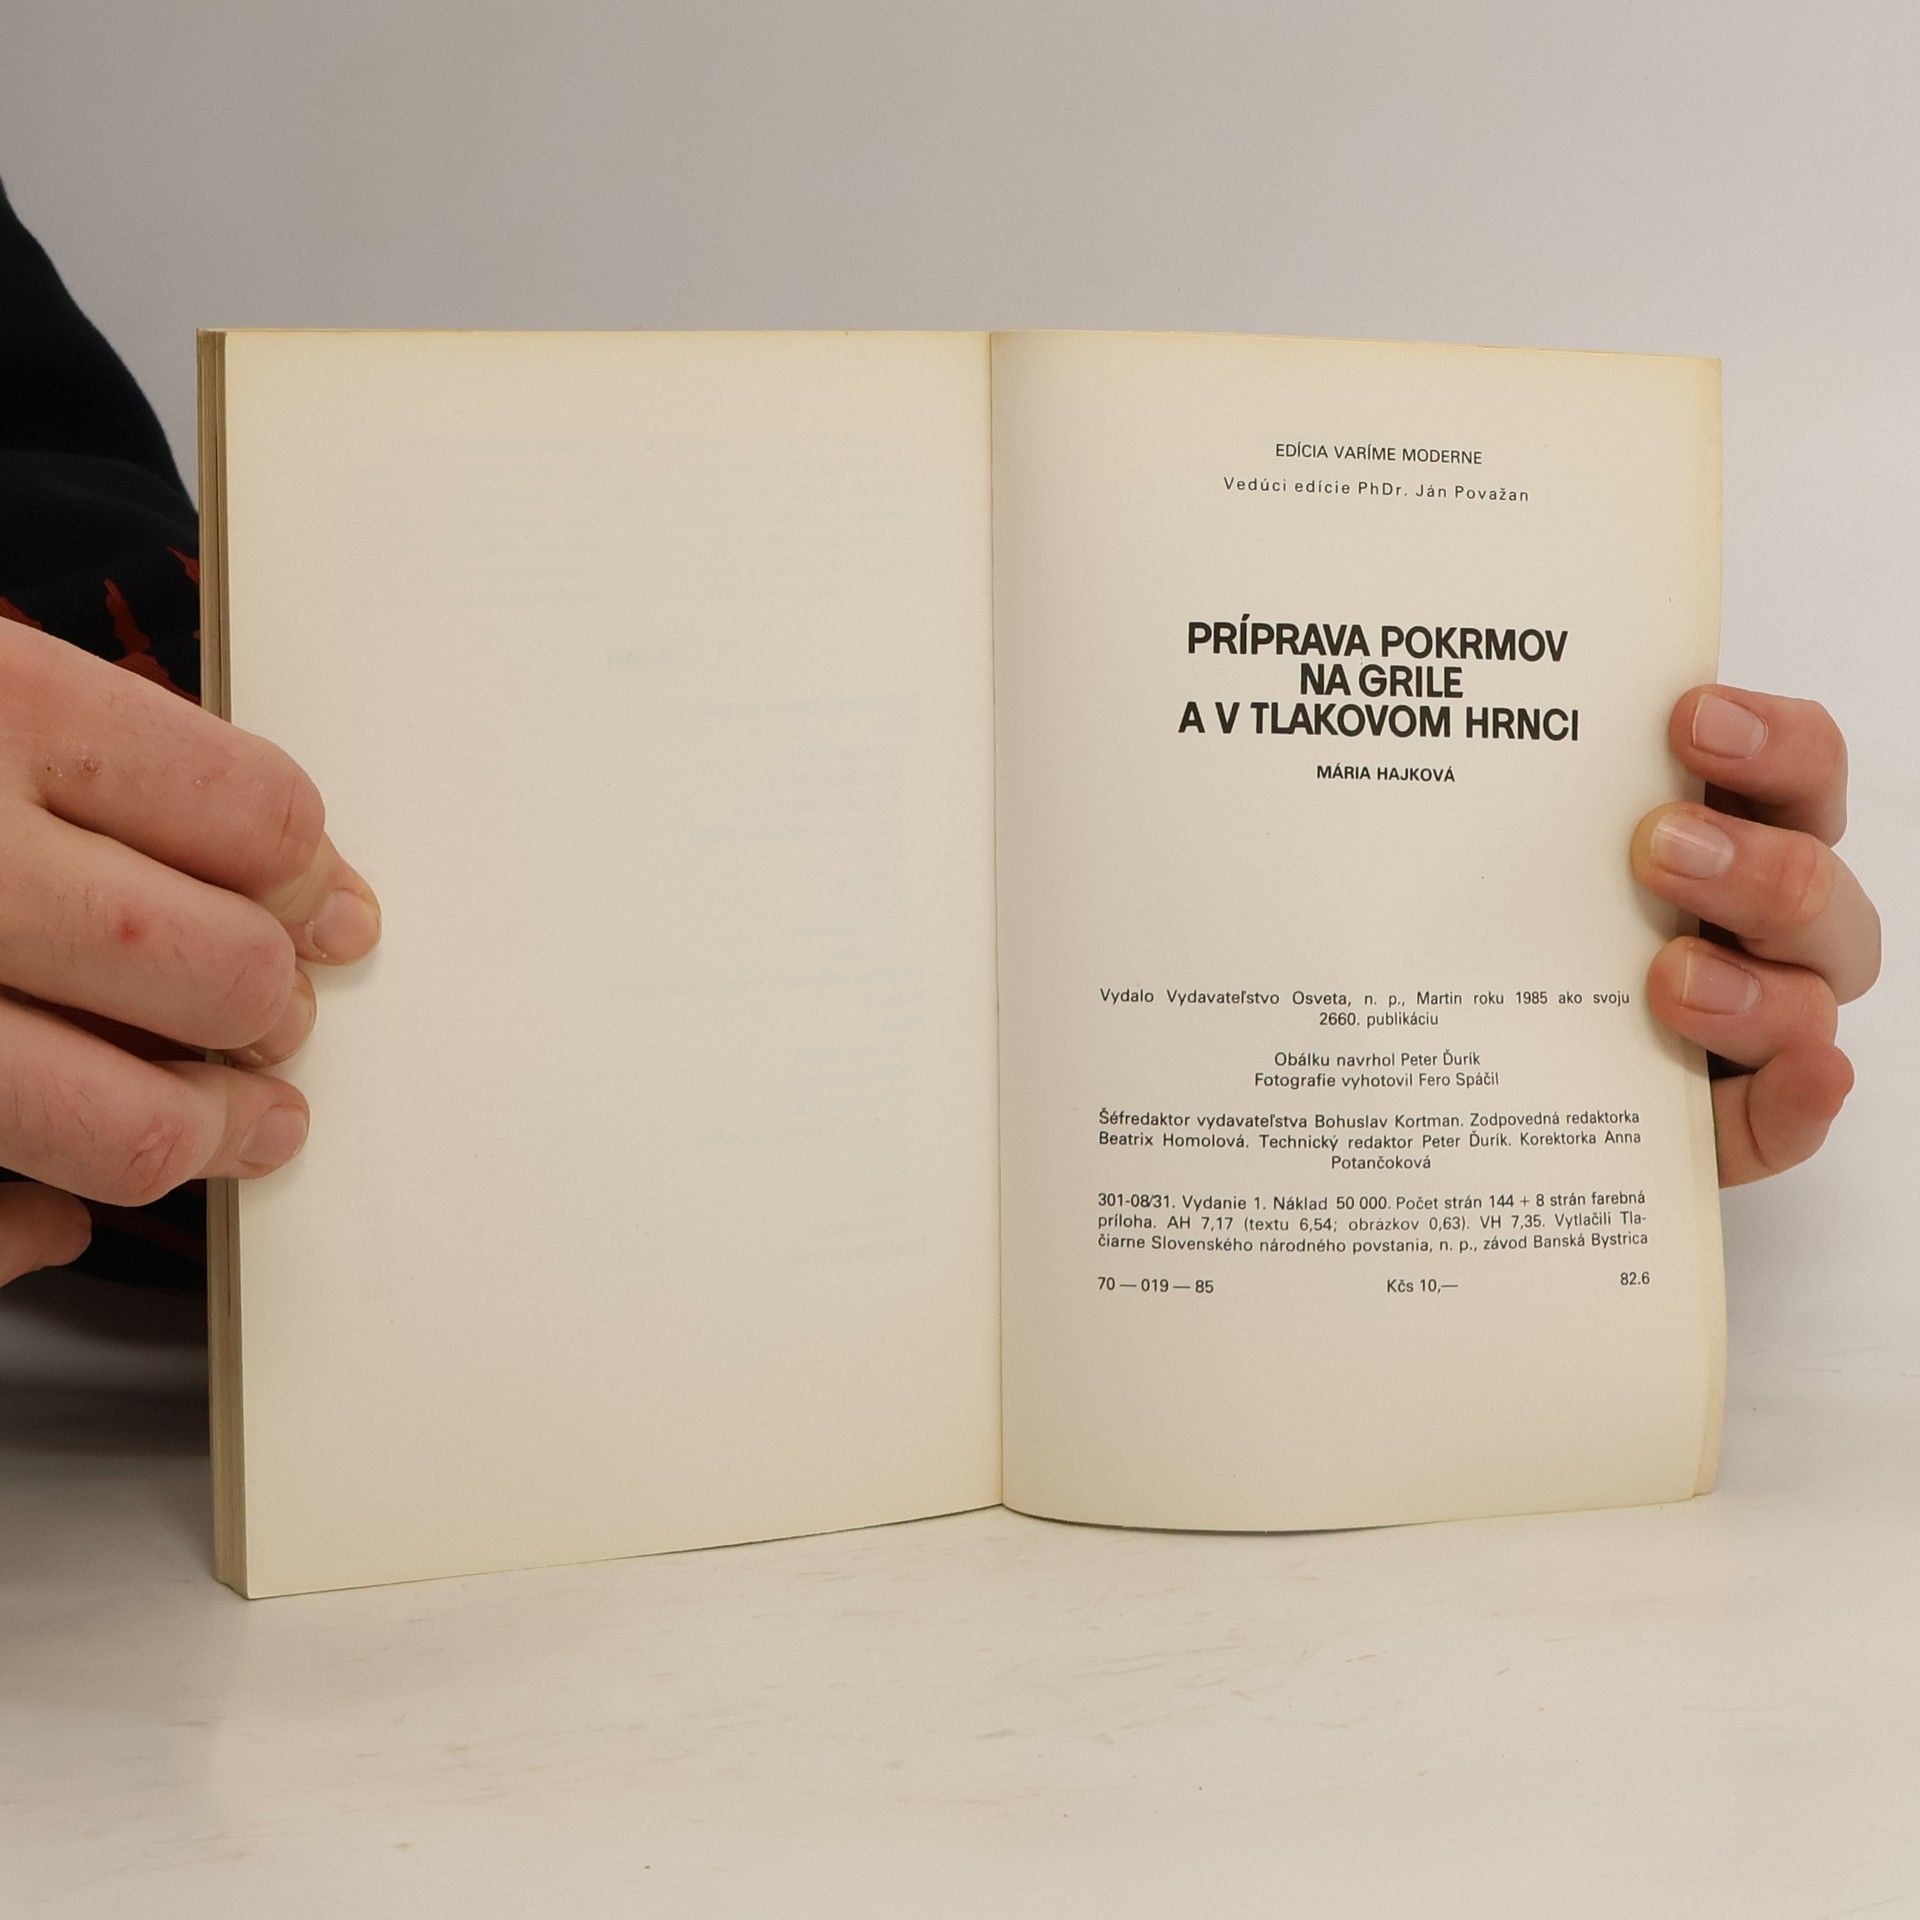 EDÍCIA VARÍME MODERNE
Vedúci edície PhDr. Ján Považan
PRÍPRAVA POKRMOV
NA GRILE
A V TLAKOVOM HRNCI
MÁRIA HAJKOVÁ
Vydalo Vydavateľstvo Osveta, n. p., Martin roku 1985 ako svoju
2660. publikáciu
Obálku navrhol Peter Ďurík
Fotografie vyhotovil Fero Spáčil
Šéfredaktor vydavateľstva Bohuslav Kortman. Zodpovedná redaktorka
Beatrix Homolová. Technický redaktor Peter Ďurík. Korektorka Anna
Potančoková
301-08/31. Vydanie 1. Náklad 50 000. Počet strán 144 + 8 strán farebná
príloha. AH 7,17 (textu 6,54; obrázkov 0,63). VH 7,35. Vytlačili Tla-
čiarne Slovenského národného povstania, n. p., závod Banská Bystrica
70 — 019 — 85 Kčs 10,— 82.6